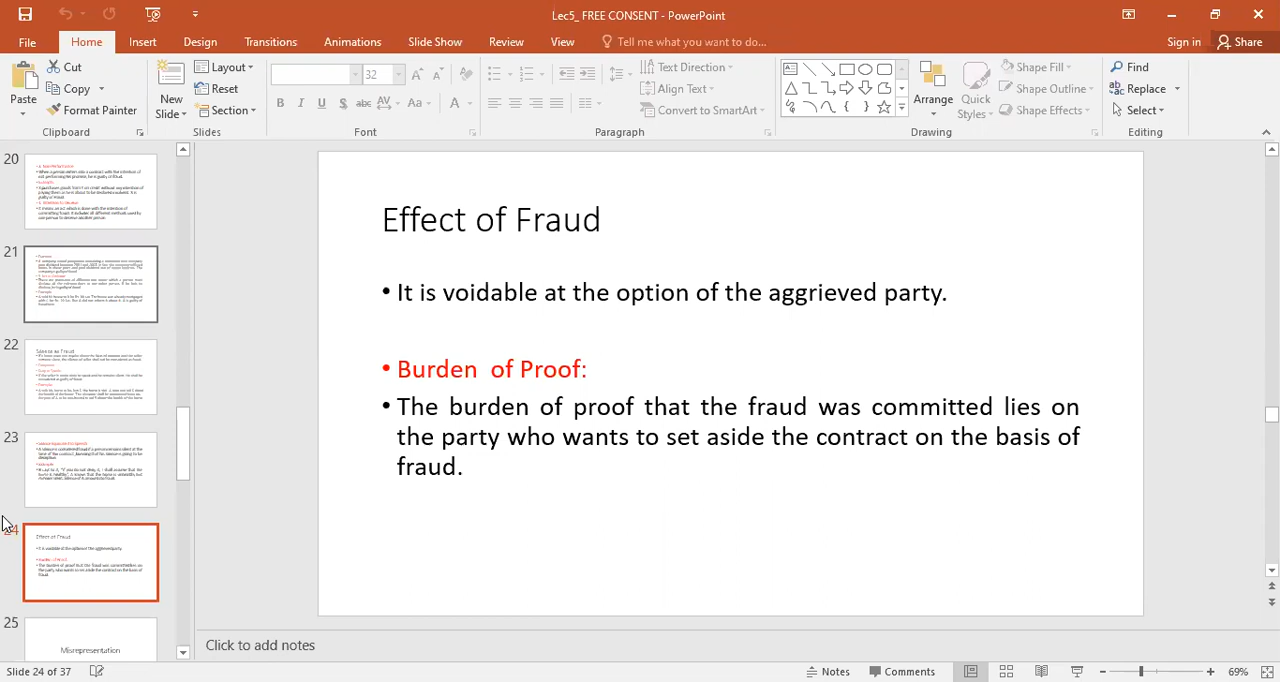 Lec5_ FREE CONSENT - PowerPoint
File Home Insert Design Transitions Animations Slide Show Review View Tell me what you want to do... Sign in Share
Paste
Cut
Copy
Format Painter
Clipboard
New Slide
Layout
Reset
Section
Slides
32
B I U S abc AV Aa A
Font
Text Direction
Align Text
Convert to SmartArt
Paragraph
Arrange
Quick Styles
Shape Fill
Shape Outline
Shape Effects
Drawing
Find
Replace
Select
Editing
20
21
22
23
24
25
Misrepresentation
Effect of Fraud
• It is voidable at the option of the aggrieved party.
• Burden of Proof:
• The burden of proof that the fraud was committed lies on
the party who wants to set aside the contract on the basis of
fraud.
Click to add notes
Slide 24 of 37 Notes Comments 69%